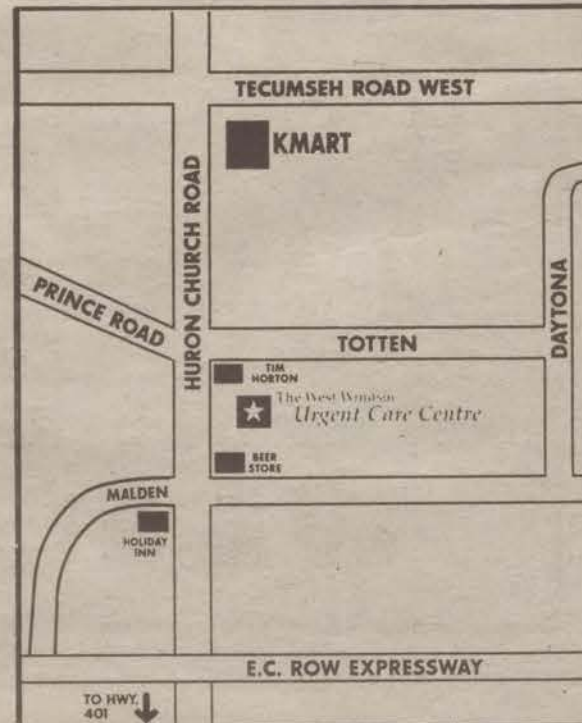 TECUMSEH ROAD WEST
KMART
HURON CHURCH ROAD
DAYTONA
PRINCE ROAD
TOTTEN
TIM
HORTON
The West Windsor
Urgent Care Centre
BEER
STORE
MALDEN
HOLIDAY
INN
E.C. ROW EXPRESSWAY
TO HWY.
401